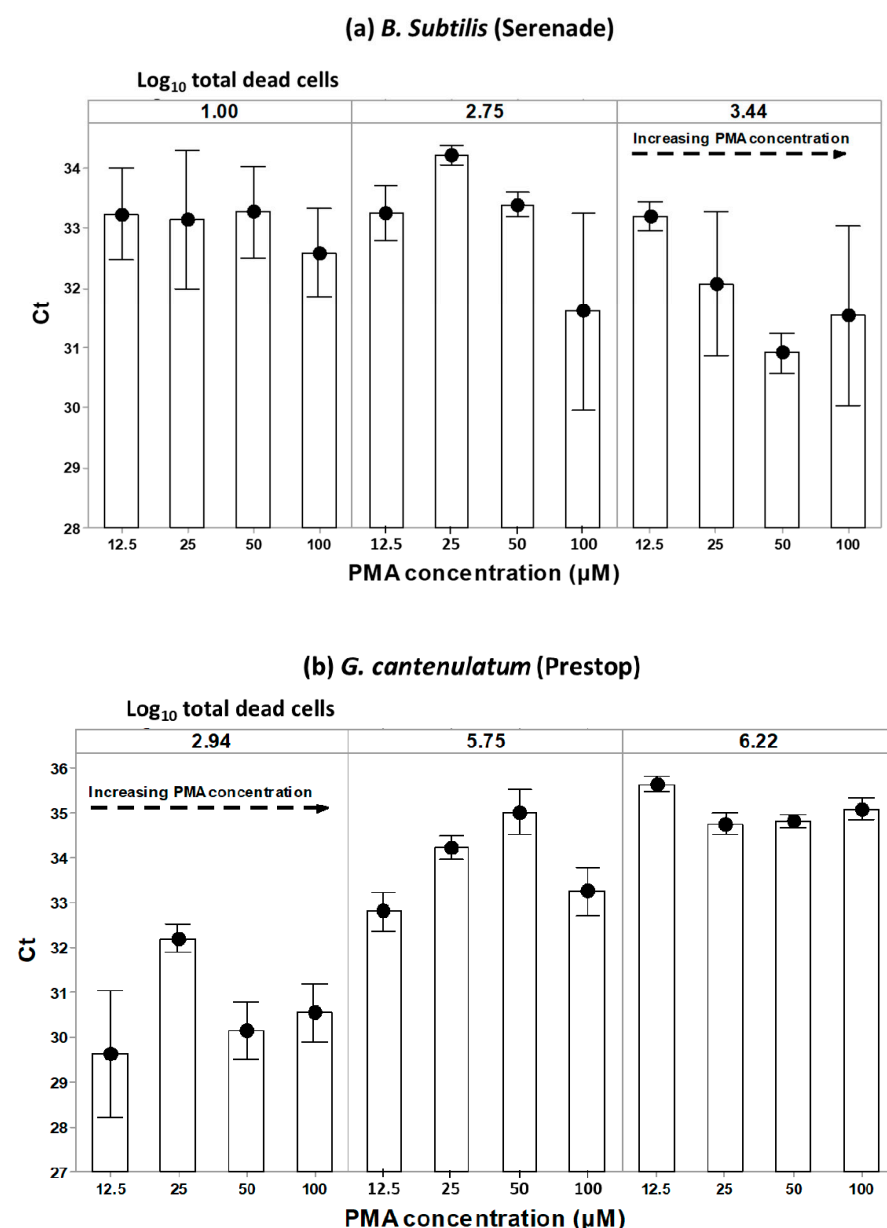 (a) B. Subtilis (Serenade)
Log₁₀ total dead cells
1.00 2.75 3.44
Increasing PMA concentration
34
33
32
31
30
29
28
Ct
12.5 25 50 100 12.5 25 50 100 12.5 25 50 100
PMA concentration (µM)
(b) G. cantenulatum (Prestop)
Log₁₀ total dead cells
2.94 5.75 6.22
Increasing PMA concentration
36
35
34
33
32
31
30
29
28
27
Ct
12.5 25 50 100 12.5 25 50 100 12.5 25 50 100
PMA concentration (µM)